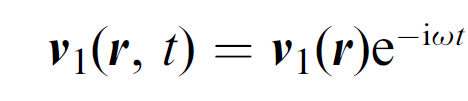 v₁(r, t) = v₁(r)e^{−iωt}